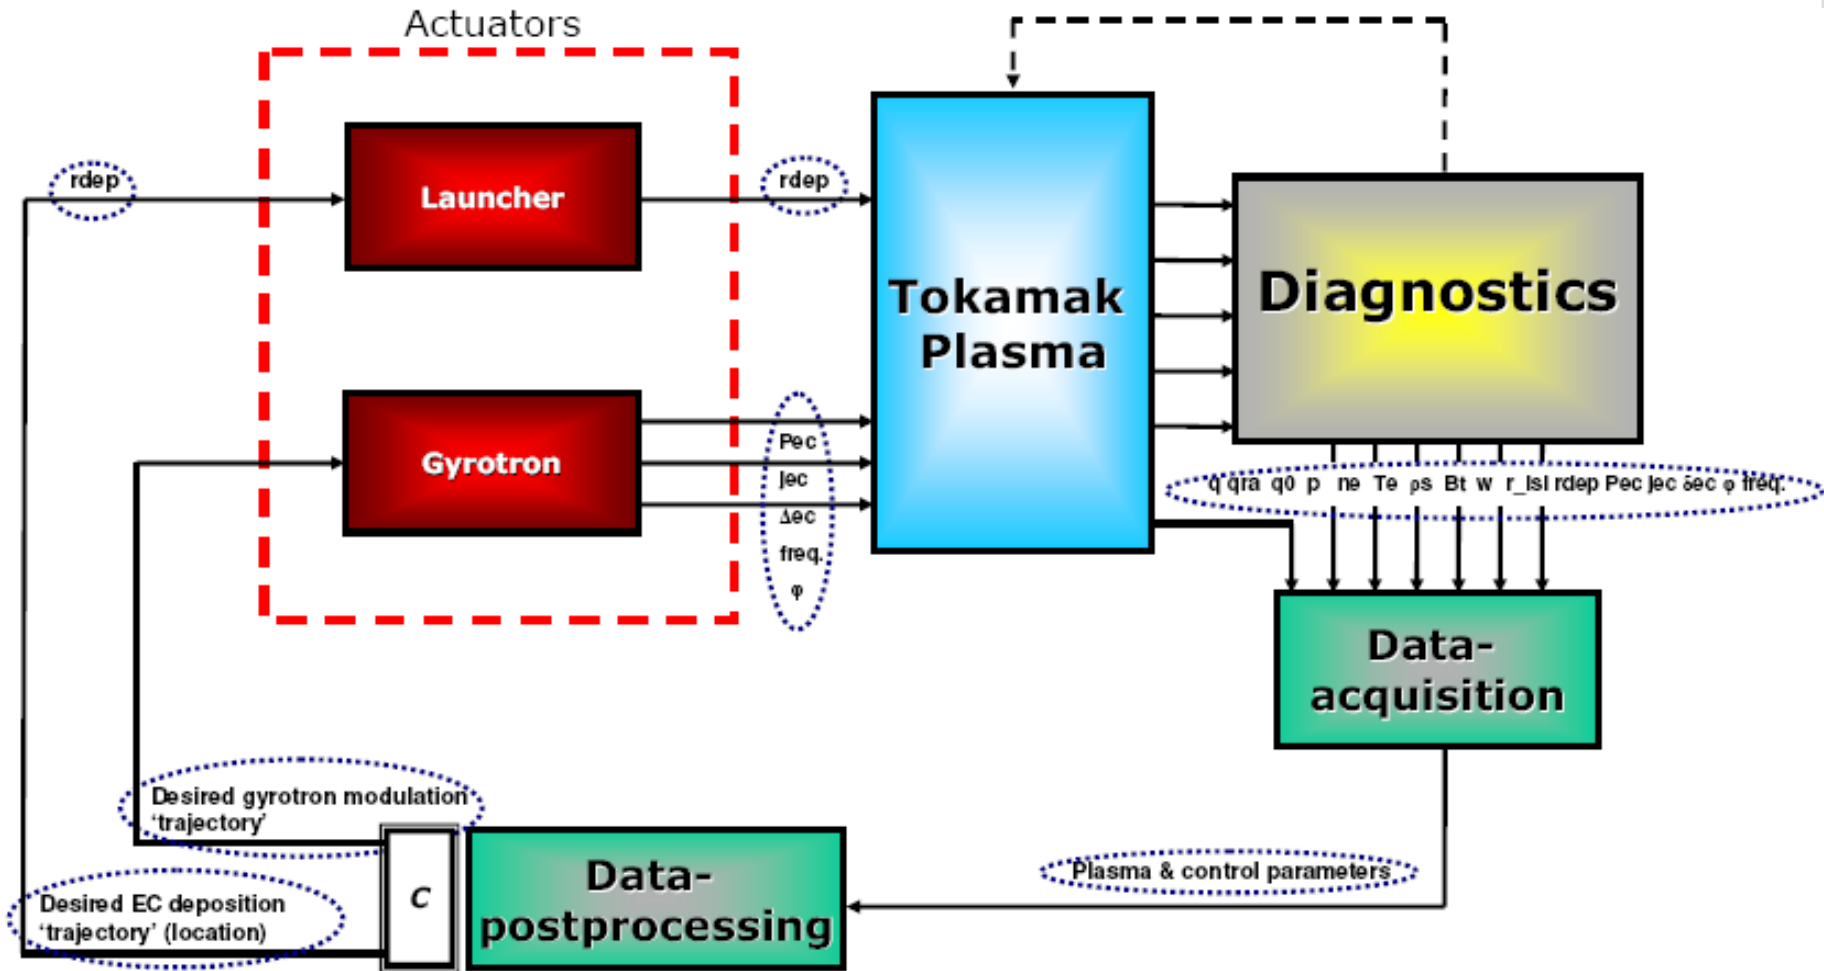 Actuators
rdep
Launcher
rdep
Tokamak
Plasma
Diagnostics
Gyrotron
Pec
jec
Δec
freq.
φ
q qra q0 p ne Te ρs Bt w r_isl rdep Pec jec δec φ freq.
Data-
acquisition
Desired gyrotron modulation
‘trajectory’
Desired EC deposition
‘trajectory’ (location)
C
Data-
postprocessing
Plasma & control parameters